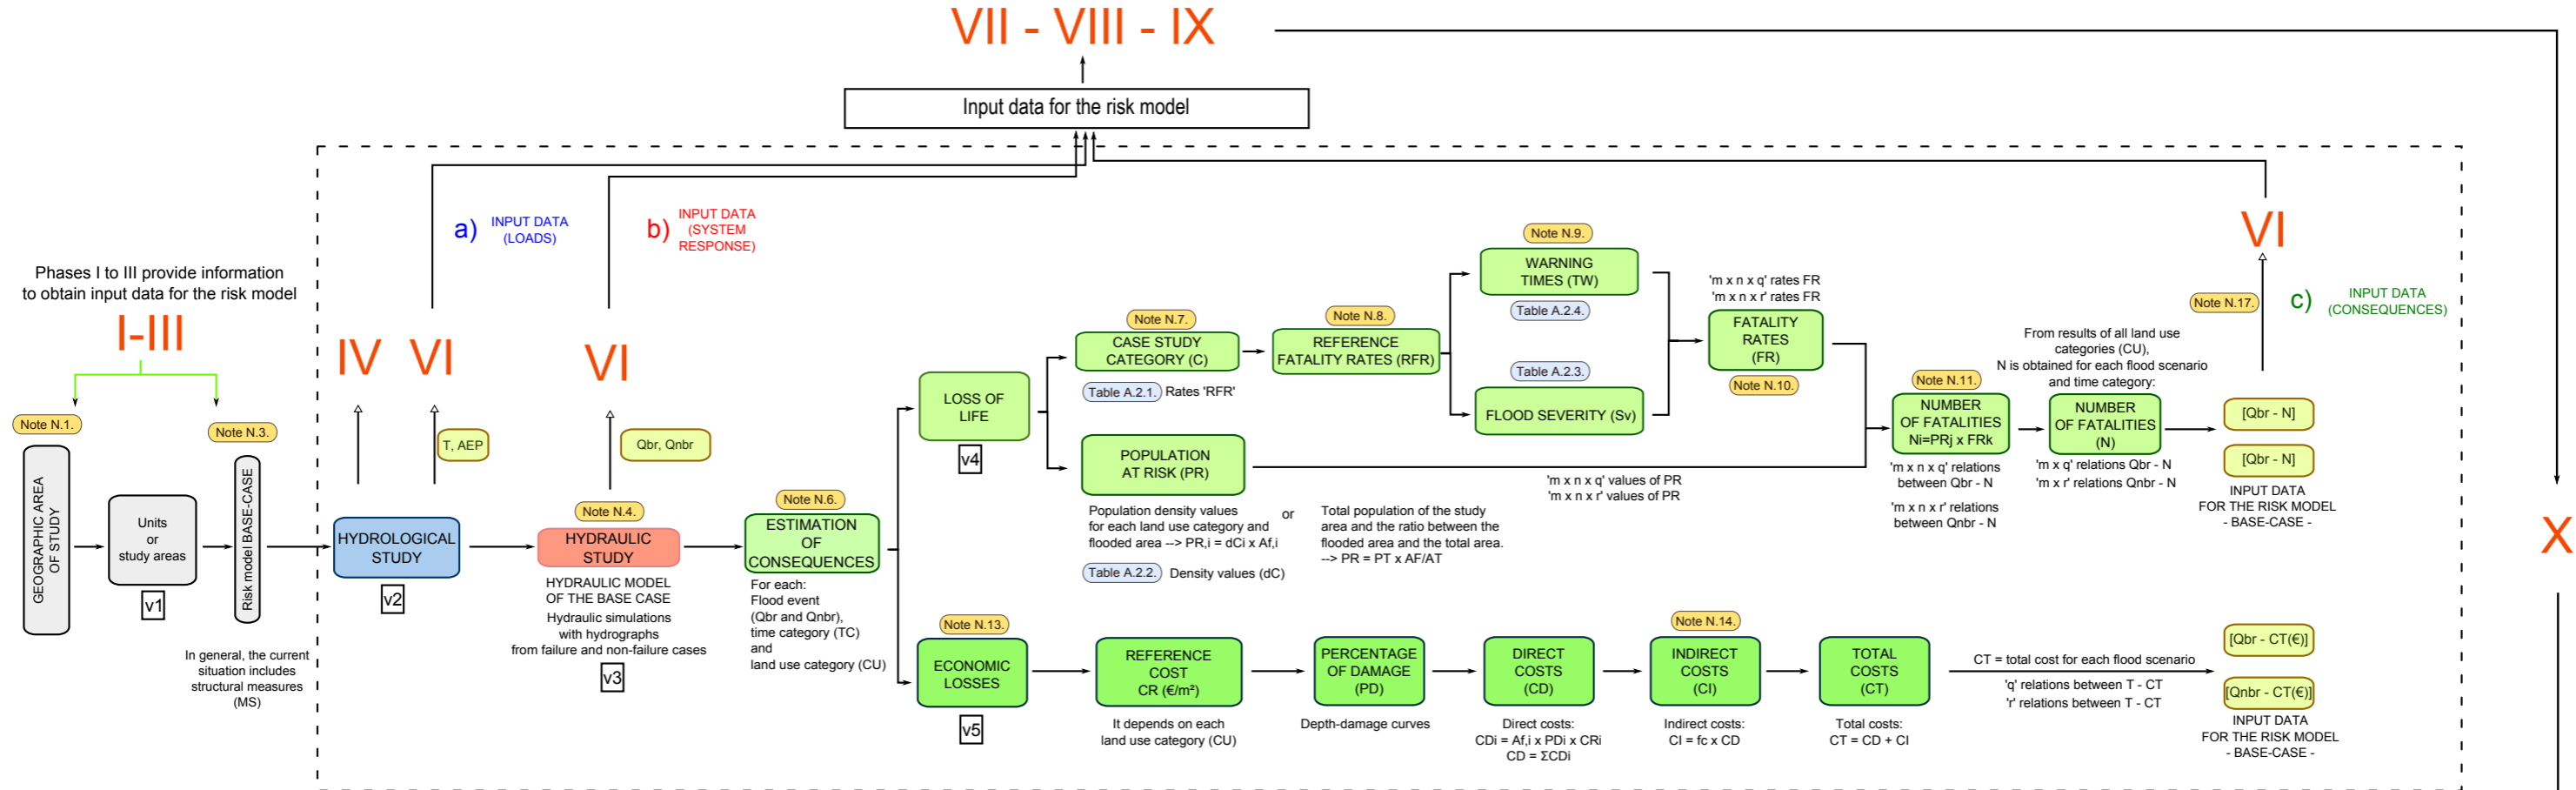 VII - VIII - IX
Input data for the risk model
Phases I to III provide information
to obtain input data for the risk model
I-III
Note N.1.
GEOGRAPHIC AREA
OF STUDY
Units
or
study areas
v1
Note N.3.
Risk model BASE-CASE
In general, the current
situation includes
structural measures
(MS)
IV
VI
T, AEP
a)
INPUT DATA
(LOADS)
HYDROLOGICAL
STUDY
v2
b)
INPUT DATA
(SYSTEM
RESPONSE)
VI
Qbr, Qnbr
Note N.4.
HYDRAULIC
STUDY
HYDRAULIC MODEL
OF THE BASE CASE
Hydraulic simulations
with hydrographs
from failure and non-failure cases
v3
Note N.6.
ESTIMATION
OF
CONSEQUENCES
For each:
Flood event
(Qbr and Qnbr),
time category (TC)
and
land use category (CU)
LOSS OF
LIFE
v4
Note N.7.
CASE STUDY
CATEGORY (C)
Table A.2.1. Rates 'RFR'
Note N.8.
REFERENCE
FATALITY RATES (RFR)
Note N.9.
WARNING
TIMES (TW)
Table A.2.4.
Table A.2.3.
FLOOD SEVERITY (Sv)
'm x n x q' rates FR
'm x n x r' rates FR
FATALITY
RATES
(FR)
Note N.10.
POPULATION
AT RISK (PR)
Population density values
for each land use category and
flooded area --> PR,i = dCi x Af,i
or
Total population of the study
area and the ratio between the
flooded area and the total area.
--> PR = PT x AF/AT
Table A.2.2. Density values (dC)
'm x n x q' values of PR
'm x n x r' values of PR
Note N.11.
NUMBER
OF FATALITIES
Ni=PRj x FRk
'm x n x q' relations
between Qbr - N
'm x n x r' relations
between Qnbr - N
From results of all land use
categories (CU),
N is obtained for each flood scenario
and time category:
NUMBER
OF FATALITIES
(N)
'm x q' relations Qbr - N
'm x r' relations Qnbr - N
Note N.17.
VI
c)
INPUT DATA
(CONSEQUENCES)
[Qbr - N]
[Qbr - N]
INPUT DATA
FOR THE RISK MODEL
- BASE-CASE -
X
Note N.13.
ECONOMIC
LOSSES
v5
REFERENCE
COST
CR (€/m²)
It depends on each
land use category (CU)
PERCENTAGE
OF DAMAGE
(PD)
Depth-damage curves
DIRECT
COSTS
(CD)
Direct costs:
CDi = Af,i x PDi x CRi
CD = ΣCDi
Note N.14.
INDIRECT
COSTS
(CI)
Indirect costs:
CI = fc x CD
TOTAL
COSTS
(CT)
Total costs:
CT = CD + CI
CT = total cost for each flood scenario
'q' relations between T - CT
'r' relations between T - CT
[Qbr - CT(€)]
[Qnbr - CT(€)]
INPUT DATA
FOR THE RISK MODEL
- BASE-CASE -